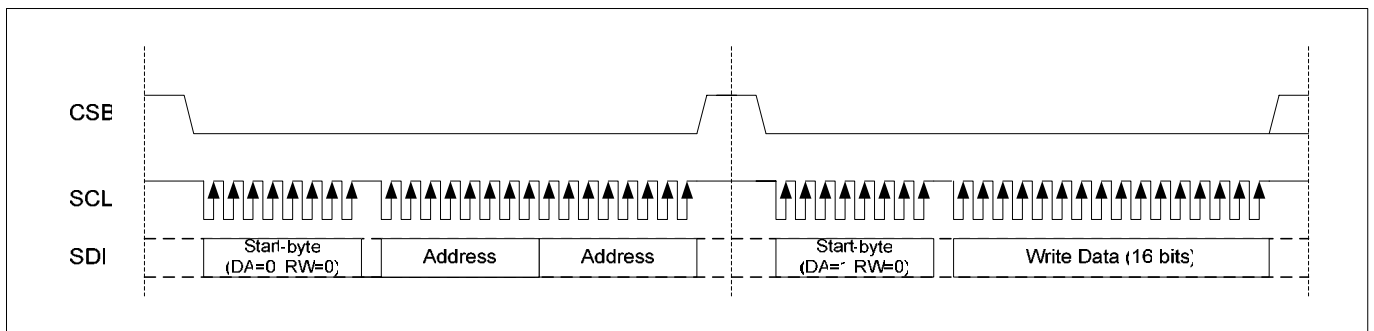 CSB
SCL
SDI
Start-byte
(DA=0 RW=0)
Address
Address
Start-byte
(DA=1 RW=0)
Write Data (16 bits)